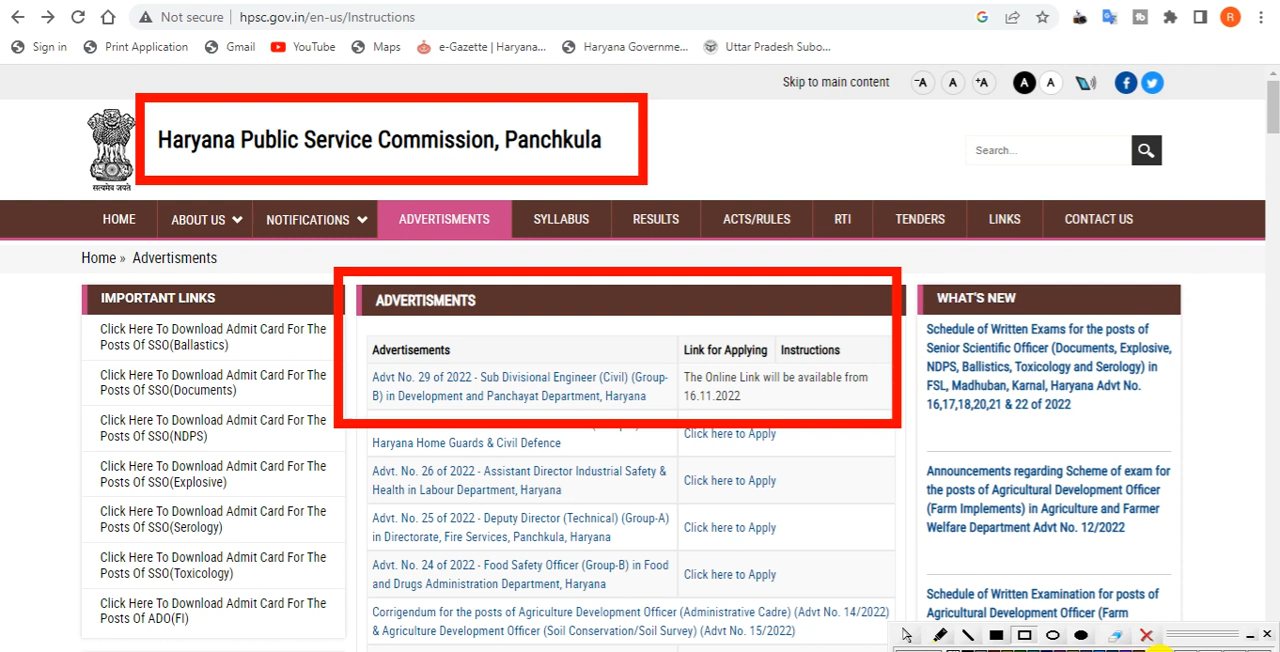 Not secure | hpsc.gov.in/en-us/Instructions
Sign in
Print Application
Gmail
YouTube
Maps
e-Gazette | Haryana...
Haryana Governme...
Uttar Pradesh Subo...
Skip to main content
-A A +A A A
सत्यमेव जयते
Haryana Public Service Commission, Panchkula
Search...
HOME
ABOUT US
NOTIFICATIONS
ADVERTISMENTS
SYLLABUS
RESULTS
ACTS/RULES
RTI
TENDERS
LINKS
CONTACT US
Home » Advertisments
IMPORTANT LINKS
Click Here To Download Admit Card For The
Posts Of SSO(Ballastics)
Click Here To Download Admit Card For The
Posts Of SSO(Documents)
Click Here To Download Admit Card For The
Posts Of SSO(NDPS)
Click Here To Download Admit Card For The
Posts Of SSO(Explosive)
Click Here To Download Admit Card For The
Posts Of SSO(Serology)
Click Here To Download Admit Card For The
Posts Of SSO(Toxicology)
Click Here To Download Admit Card For The
Posts Of ADO(FI)
ADVERTISMENTS
Advertisements
Link for Applying
Instructions
Advt No. 29 of 2022 - Sub Divisional Engineer (Civil) (Group-
B) in Development and Panchayat Department, Haryana
The Online Link will be available from
16.11.2022
Haryana Home Guards & Civil Defence
Click here to Apply
Advt. No. 26 of 2022 - Assistant Director Industrial Safety &
Health in Labour Department, Haryana
Click here to Apply
Advt. No. 25 of 2022 - Deputy Director (Technical) (Group-A)
in Directorate, Fire Services, Panchkula, Haryana
Click here to Apply
Advt. No. 24 of 2022 - Food Safety Officer (Group-B) in Food
and Drugs Administration Department, Haryana
Click here to Apply
Corrigendum for the posts of Agriculture Development Officer (Administrative Cadre) (Advt No. 14/2022)
& Agriculture Development Officer (Soil Conservation/Soil Survey) (Advt No. 15/2022)
WHAT'S NEW
Schedule of Written Exams for the posts of
Senior Scientific Officer (Documents, Explosive,
NDPS, Ballistics, Toxicology and Serology) in
FSL, Madhuban, Karnal, Haryana Advt No.
16,17,18,20,21 & 22 of 2022
Announcements regarding Scheme of exam for
the posts of Agricultural Development Officer
(Farm Implements) in Agriculture and Farmer
Welfare Department Advt No. 12/2022
Schedule of Written Examination for posts of
Agricultural Development Officer (Farm